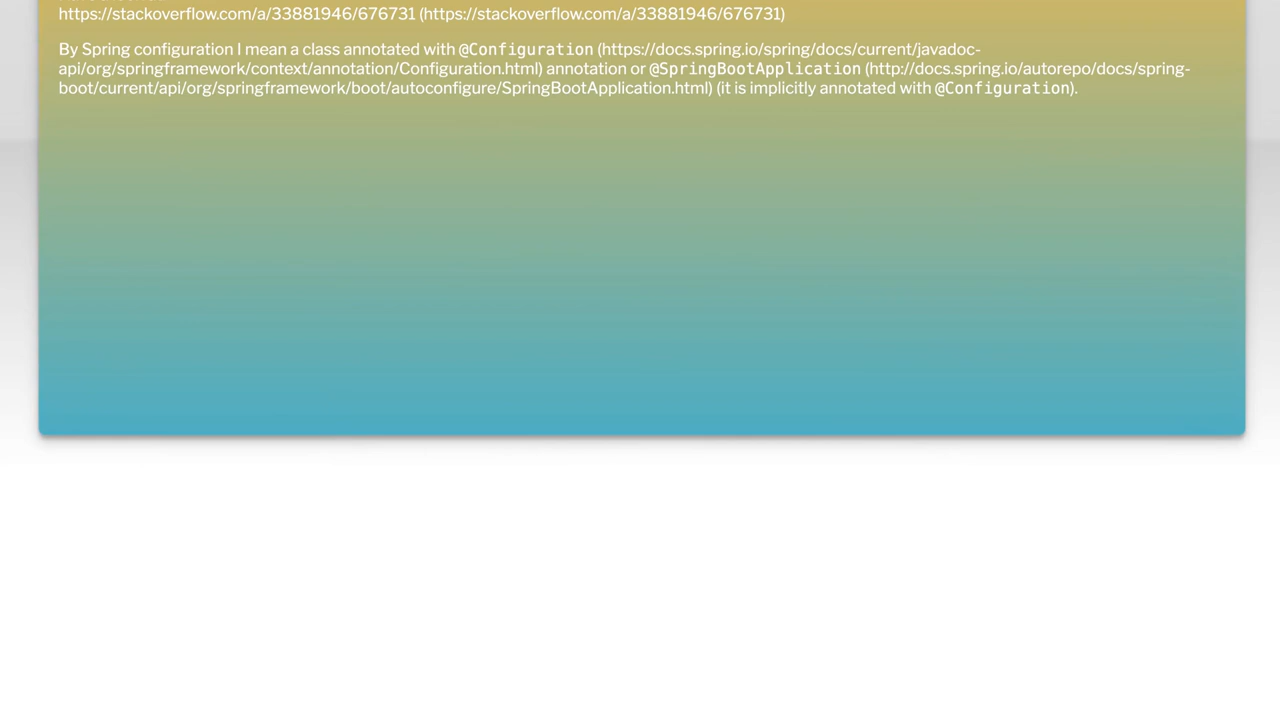 https://stackoverflow.com/a/33881946/676731 (https://stackoverflow.com/a/33881946/676731)
By Spring configuration I mean a class annotated with @Configuration (https://docs.spring.io/spring/docs/current/javadoc-
api/org/springframework/context/annotation/Configuration.html) annotation or @SpringBootApplication (http://docs.spring.io/autorepo/docs/spring-
boot/current/api/org/springframework/boot/autoconfigure/SpringBootApplication.html) (it is implicitly annotated with @Configuration).